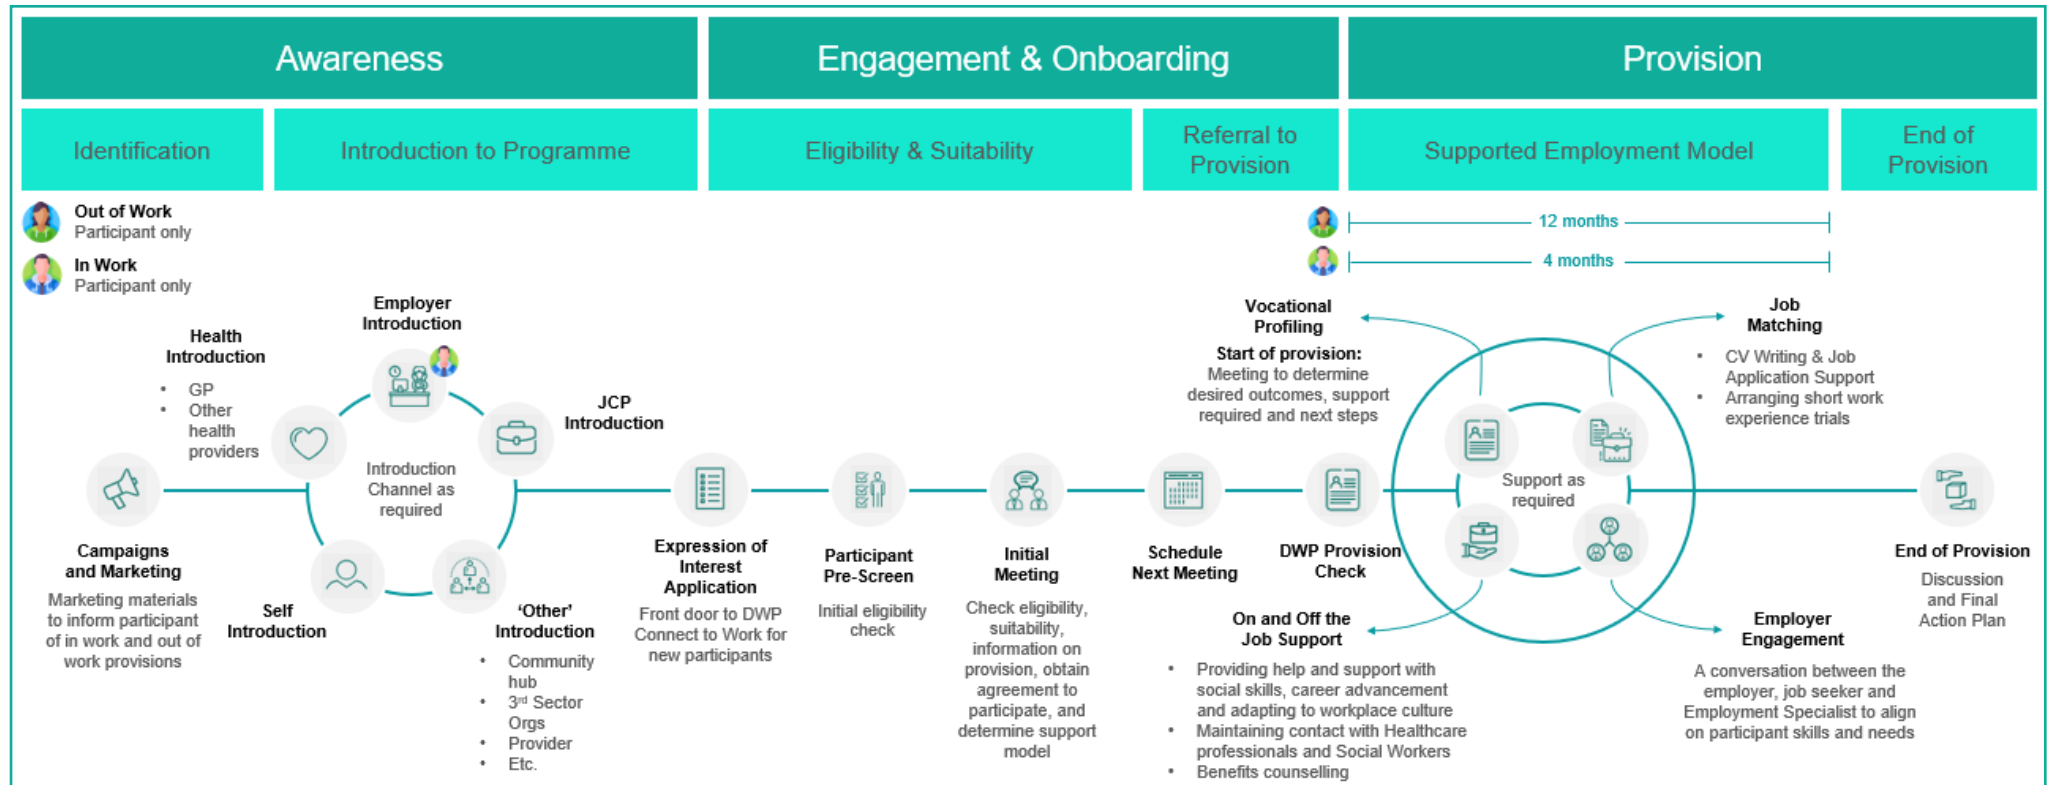 Awareness
Engagement & Onboarding
Provision
Identification
Introduction to Programme
Eligibility & Suitability
Referral to
Provision
Supported Employment Model
End of
Provision
Out of Work
Participant only
In Work
Participant only
12 months
4 months
Campaigns
and Marketing
Marketing materials
to inform participant
of in work and out of
work provisions
Health
Introduction
• GP
• Other
health
providers
Employer
Introduction
JCP
Introduction
Introduction
Channel as
required
Self
Introduction
‘Other’
Introduction
• Community
hub
• 3rd Sector
Orgs
• Provider
• Etc.
Expression of
Interest
Application
Front door to DWP
Connect to Work for
new participants
Participant
Pre-Screen
Initial eligibility
check
Initial
Meeting
Check eligibility,
suitability,
information on
provision, obtain
agreement to
participate, and
determine support
model
Schedule
Next Meeting
DWP Provision
Check
Vocational
Profiling
Start of provision:
Meeting to determine
desired outcomes, support
required and next steps
Job
Matching
• CV Writing & Job
Application Support
• Arranging short work
experience trials
Support as
required
On and Off the
Job Support
• Providing help and support with
social skills, career advancement
and adapting to workplace culture
• Maintaining contact with Healthcare
professionals and Social Workers
• Benefits counselling
Employer
Engagement
A conversation between the
employer, job seeker and
Employment Specialist to align
on participant skills and needs
End of Provision
Discussion
and Final
Action Plan